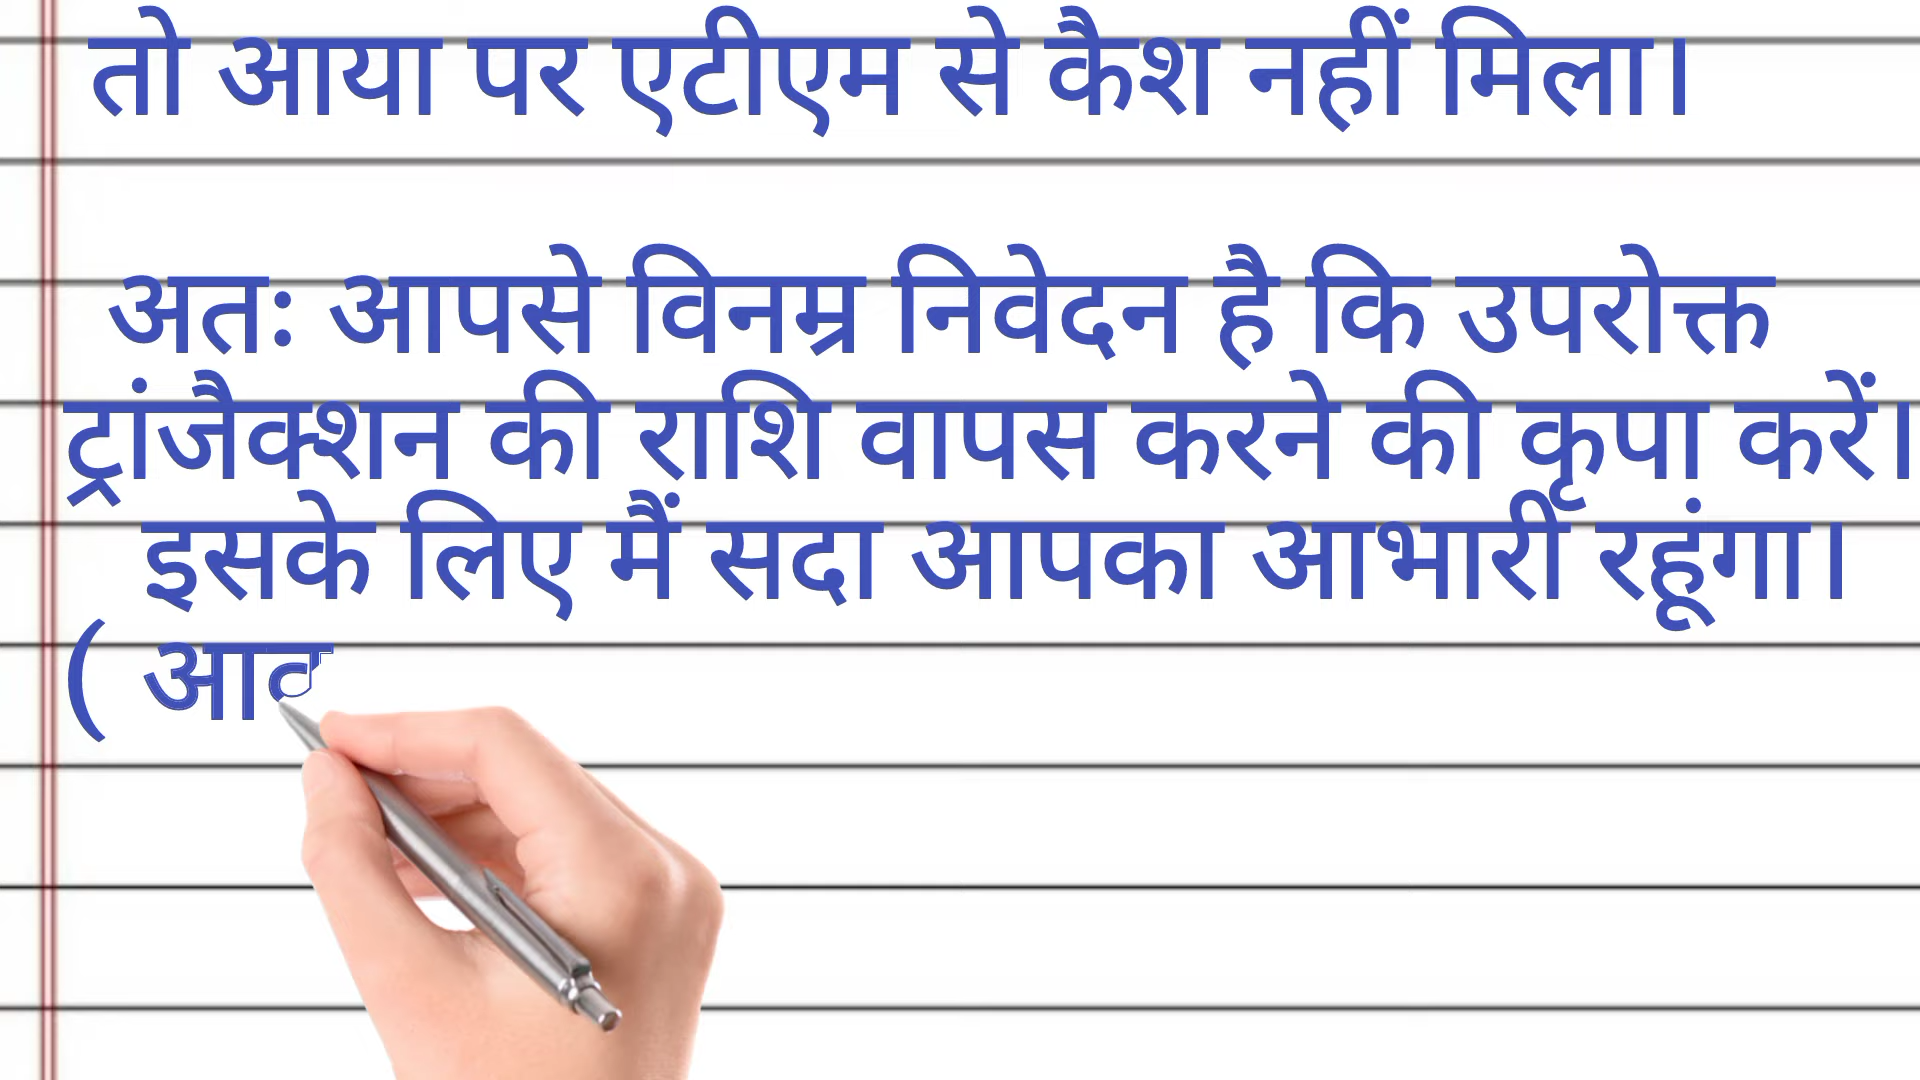 तो आया पर एटीएम से कैश नहीं मिला।
अतः आपसे विनम्र निवेदन है कि उपरोक्त
ट्रांजैक्शन की राशि वापस करने की कृपा करें।
इसके लिए मैं सदा आपका आभारी रहूंगा।
(